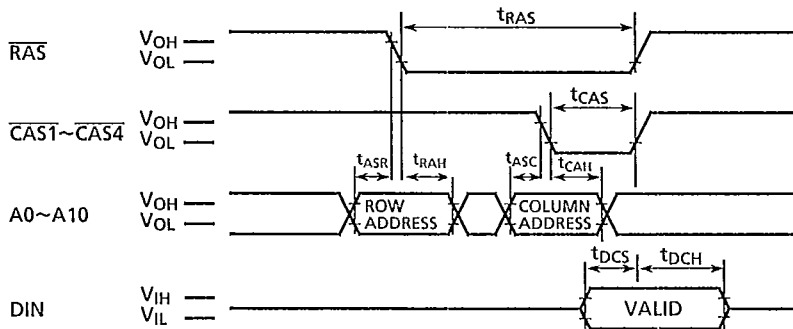 tRAS
RAS VOH
VOL
tCAS
CAS1~CAS4 VOH
VOL
tASR tRAH tASC tCAH
A0~A10 VOH
VOL
ROW ADDRESS
COLUMN ADDRESS
tDCS tDCH
DIN VIH
VIL
VALID